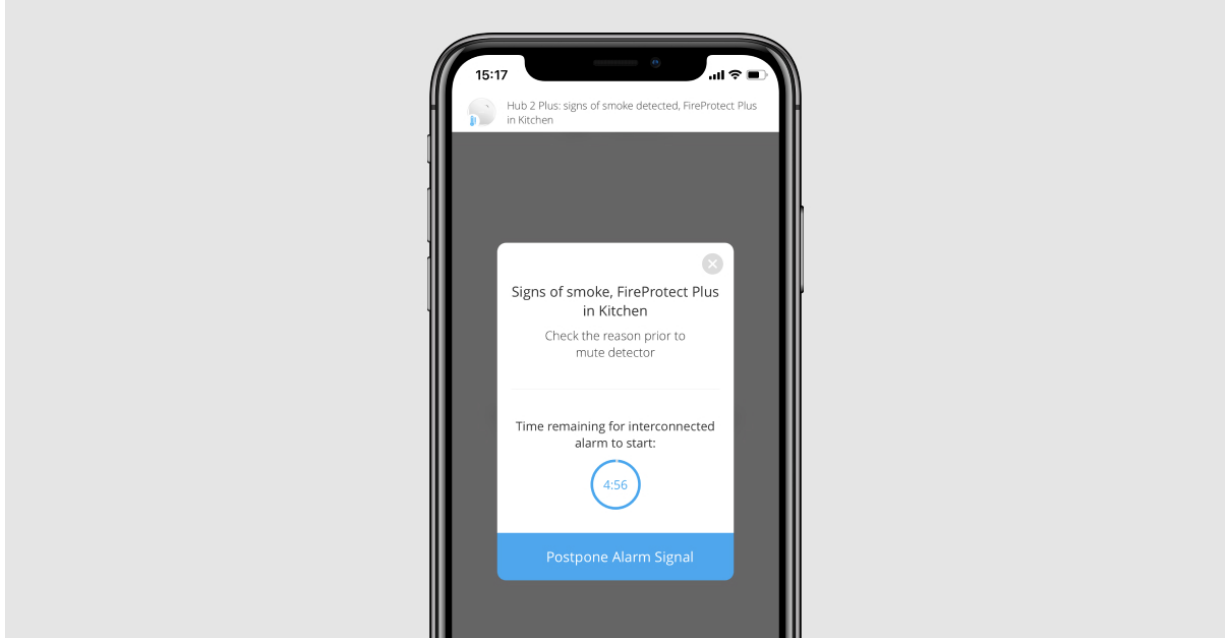 15:17
Hub 2 Plus: signs of smoke detected, FireProtect Plus
in Kitchen
Signs of smoke, FireProtect Plus
in Kitchen
Check the reason prior to
mute detector
Time remaining for interconnected
alarm to start:
4:56
Postpone Alarm Signal